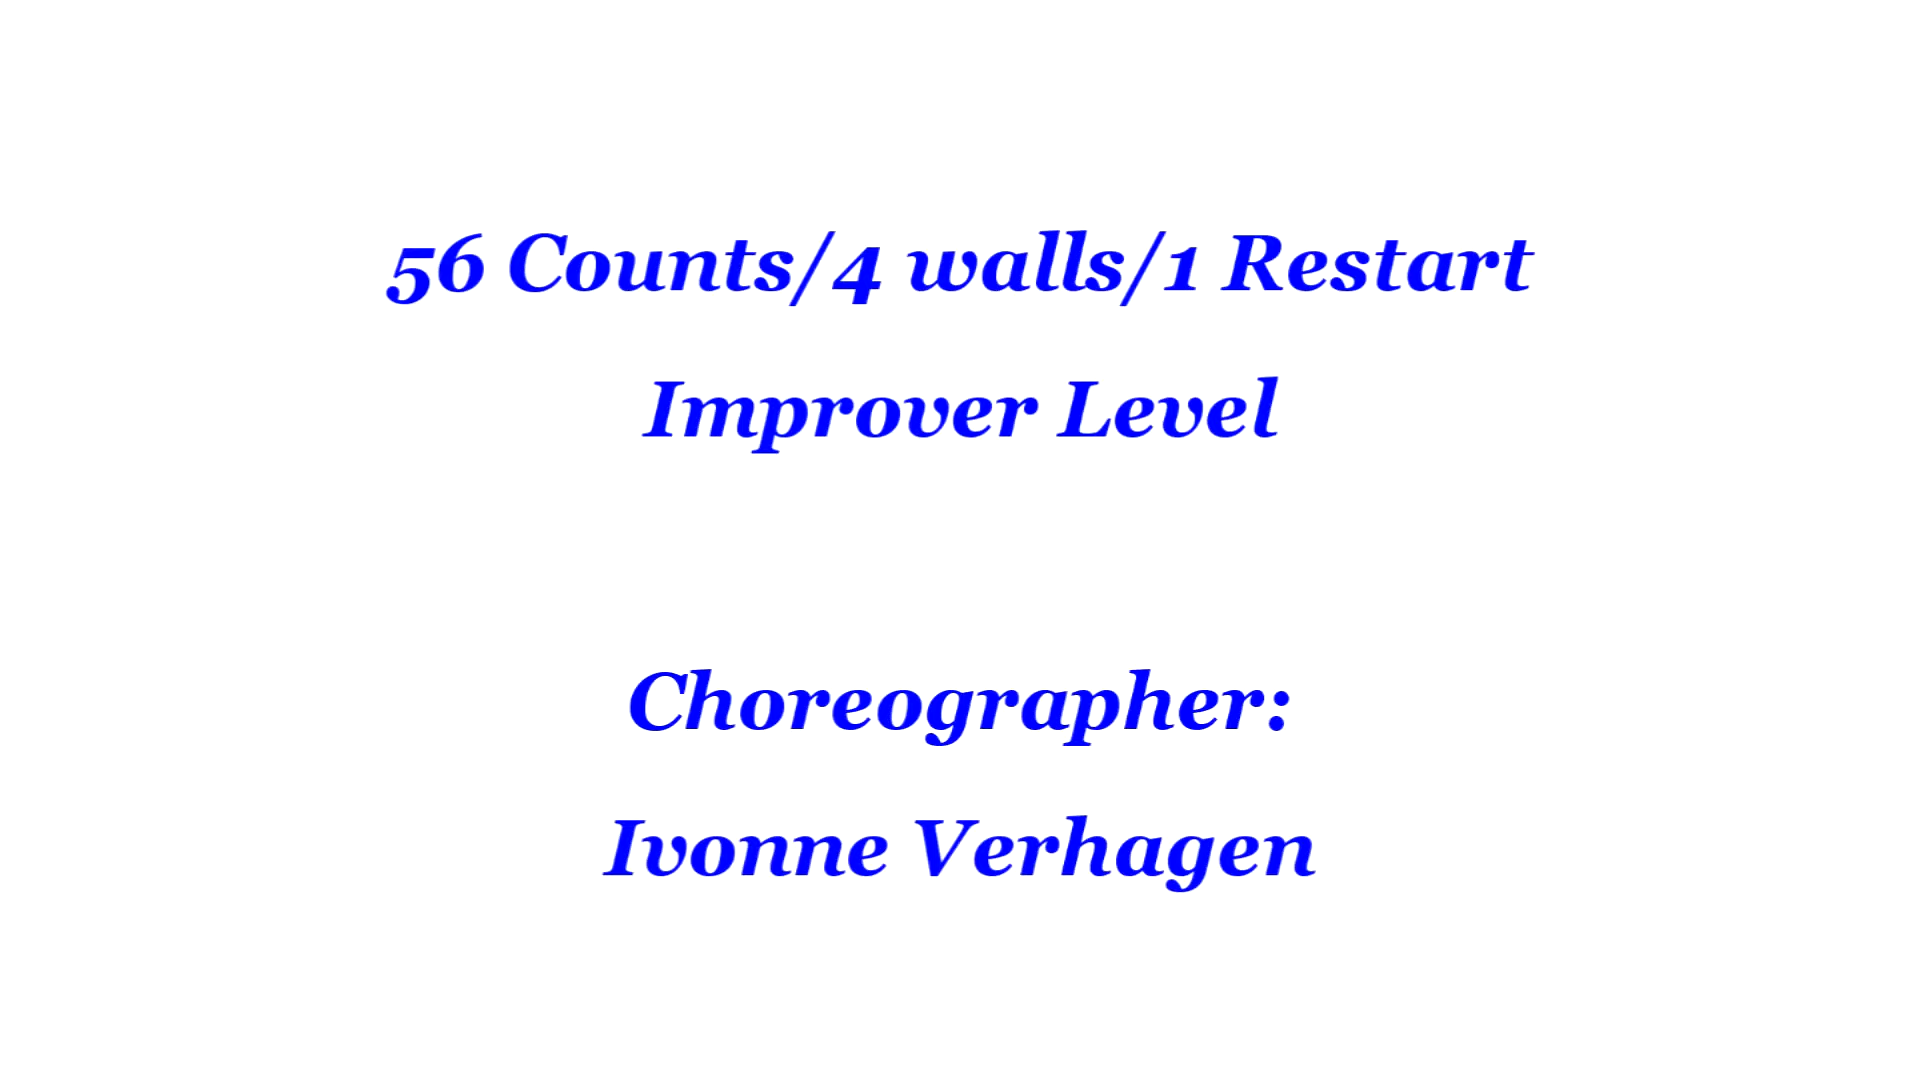 56 Counts/4 walls/1 Restart
Improver Level
Choreographer:
Ivonne Verhagen